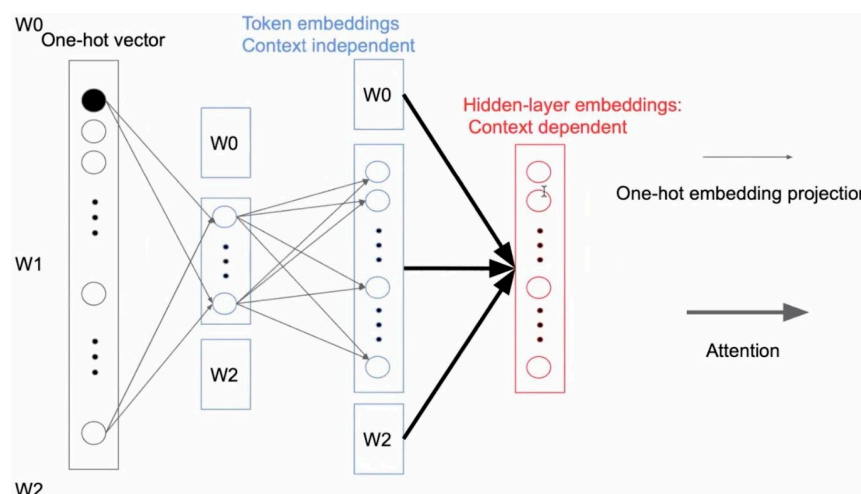 W0
One-hot vector
Token embeddings
Context independent
W0
W0
Hidden-layer embeddings:
Context dependent
One-hot embedding projection
W1
Attention
W2
W2
W2